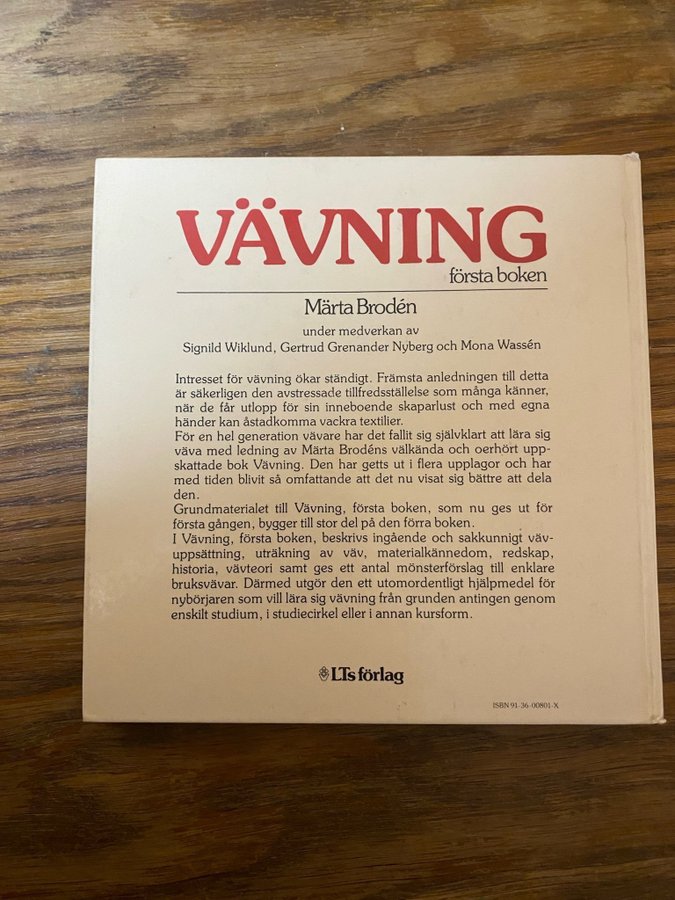 VÄVNING
första boken
Märta Brodén
under medverkan av
Signild Wiklund, Gertrud Grenander Nyberg och Mona Wassén
Intresset för vävning ökar ständigt. Främsta anledningen till detta
är säkerligen den avstressade tillfredsställelse som många känner,
när de får utlopp för sin inneboende skaparlust och med egna
händer kan åstadkomma vackra textilier.
För en hel generation vävare har det fallit sig självklart att lära sig
väva med ledning av Märta Brodéns välkända och oerhört upp-
skattade bok Vävning. Den har getts ut i flera upplagor och har
med tiden blivit så omfattande att det nu visat sig bättre att dela
den.
Grundmaterialet till Vävning, första boken, som nu ges ut för
första gången, bygger till stor del på den förra boken.
I Vävning, första boken, beskrivs ingående och sakkunnigt väv-
uppsättning, uträkning av väv, materialkännedom, redskap,
historia, vävteori samt ges ett antal mönsterförslag till enklare
bruksvävar. Därmed utgör den ett utomordentligt hjälpmedel för
nybörjaren som vill lära sig vävning från grunden antingen genom
enskilt studium, i studiecirkel eller i annan kursform.
LTs förlag
ISBN 91-36-00801-X